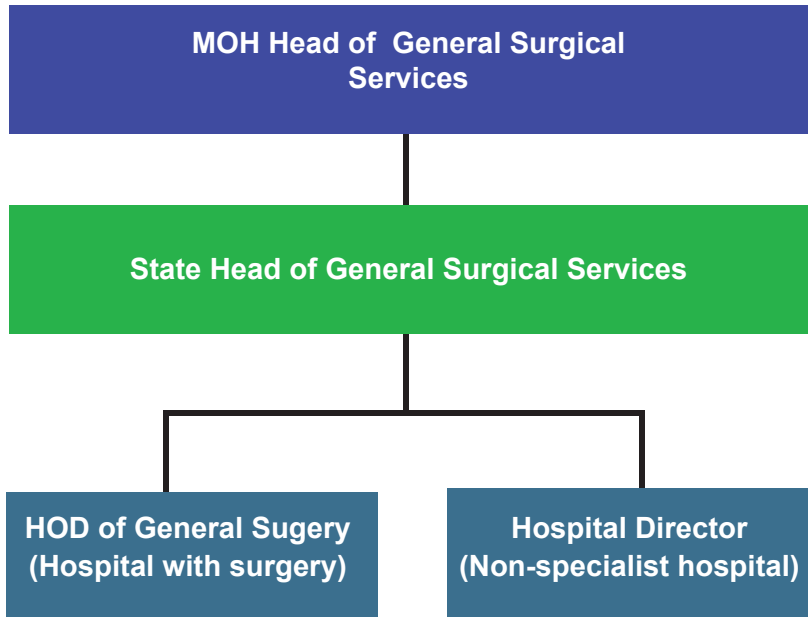 MOH Head of General Surgical
Services
State Head of General Surgical Services
HOD of General Sugery
(Hospital with surgery)
Hospital Director
(Non-specialist hospital)